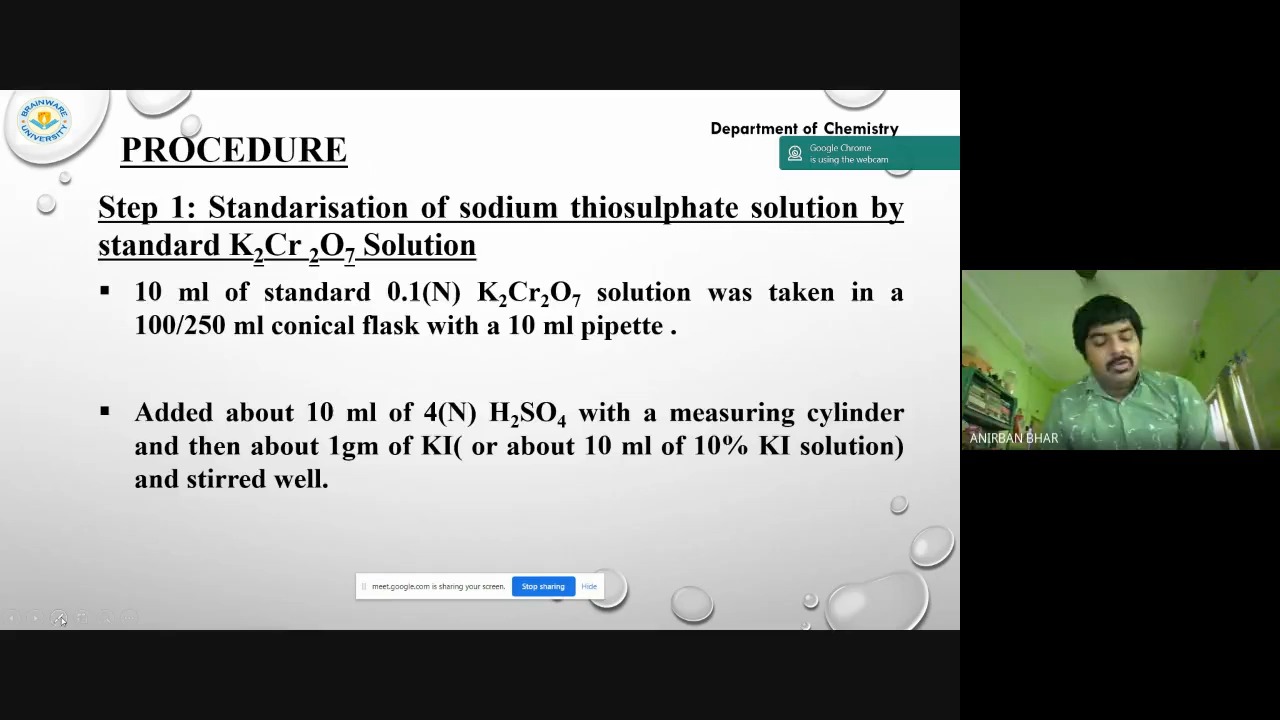 BRAINWARE
UNIVERSITY
Department of Chemistry
Google Chrome
is using the webcam
PROCEDURE
Step 1: Standarisation of sodium thiosulphate solution by
standard K₂Cr ₂O₇ Solution
▪ 10 ml of standard 0.1(N) K₂Cr₂O₇ solution was taken in a
100/250 ml conical flask with a 10 ml pipette .
▪ Added about 10 ml of 4(N) H₂SO₄ with a measuring cylinder
and then about 1gm of KI( or about 10 ml of 10% KI solution)
and stirred well.
meet.google.com is sharing your screen. Stop sharing Hide
ANIRBAN BHAR